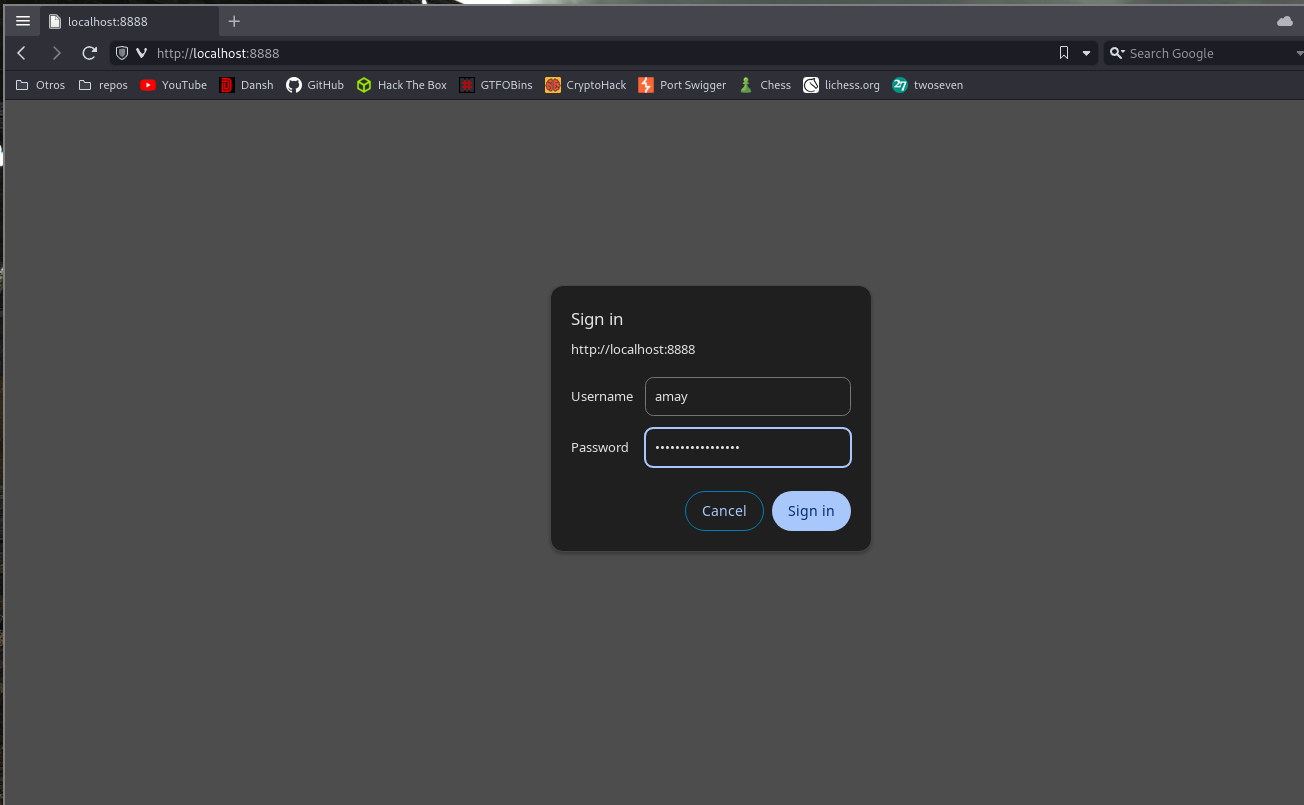 localhost:8888
http://localhost:8888
Search Google
Otros repos YouTube Dansh GitHub Hack The Box GTFOBins CryptoHack Port Swigger Chess lichess.org 27 twoseven
Sign in
http://localhost:8888
Username amay
Password •••••••••••••••••
Cancel Sign in